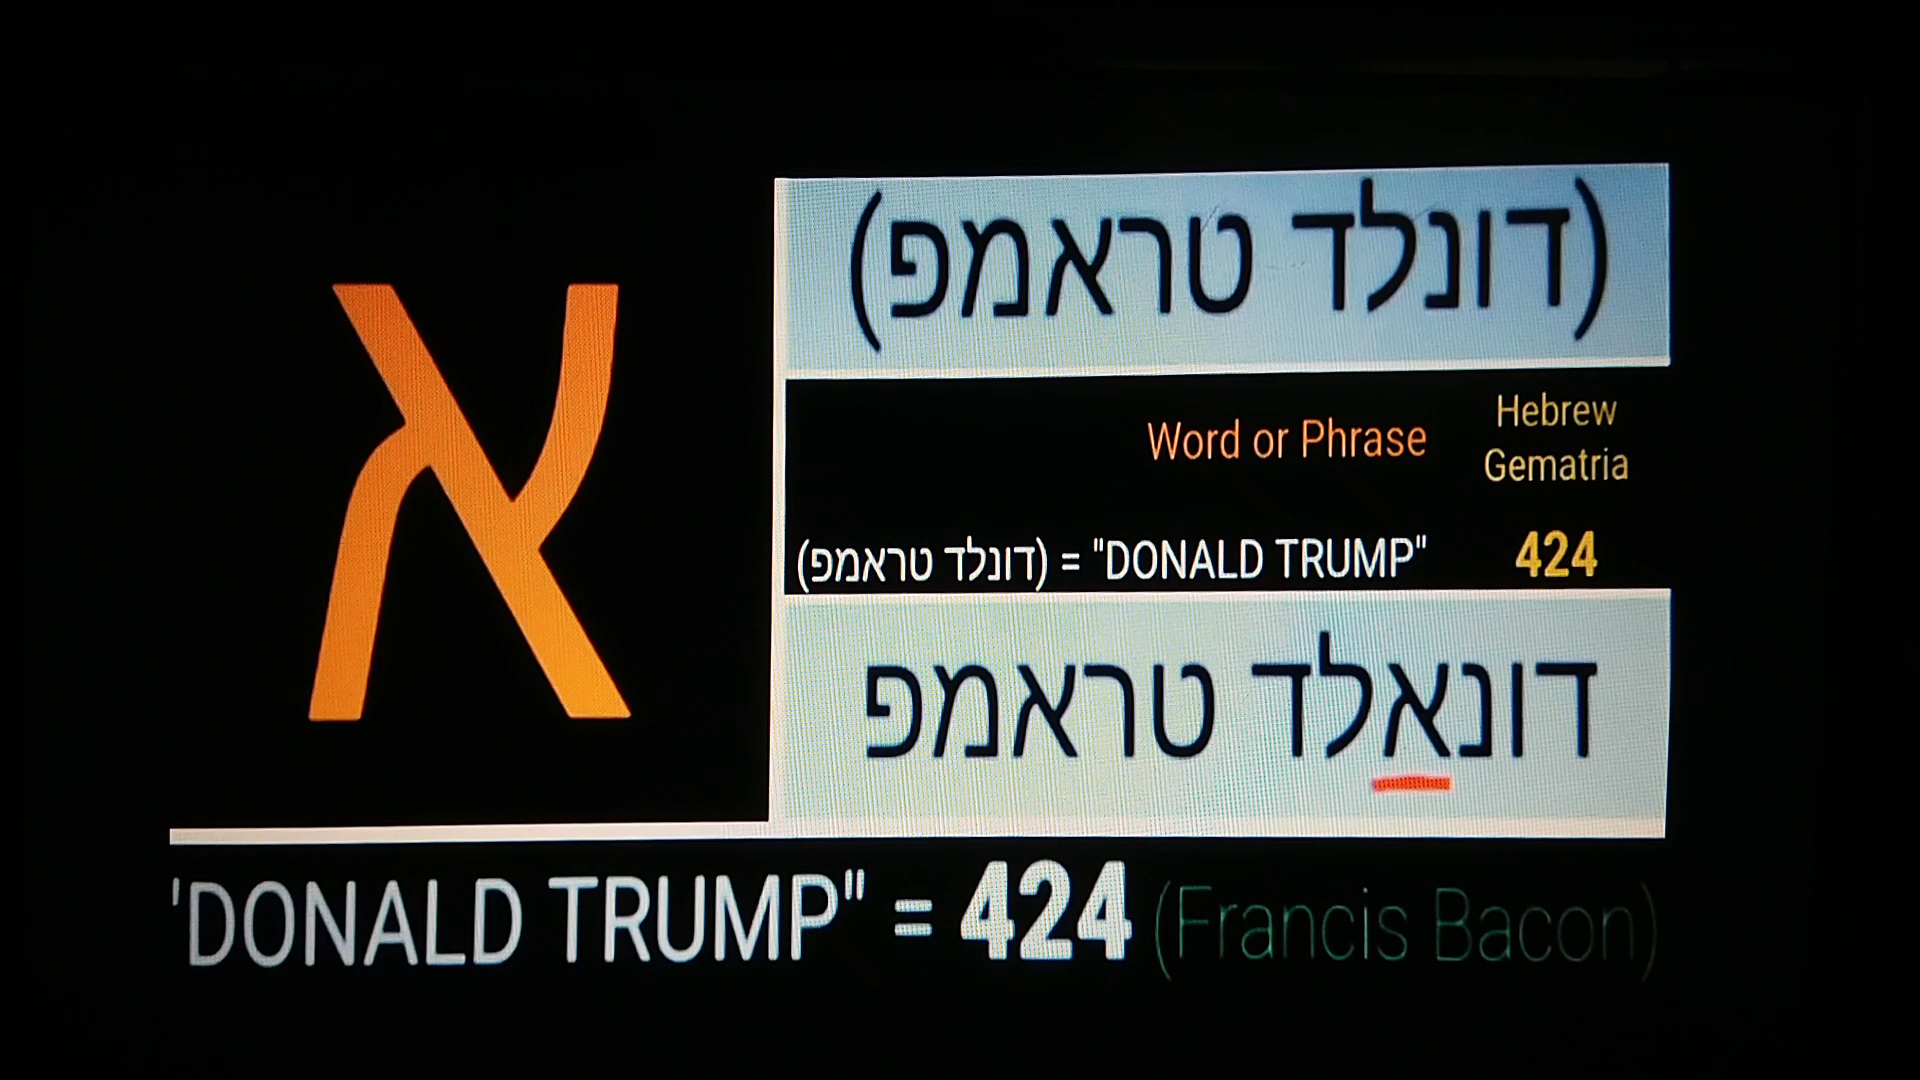 א
(דונלד טראמפ)
Word or Phrase
Hebrew
Gematria
(דונלד טראמפ) = "DONALD TRUMP"
424
דונאלד טראמפ
'DONALD TRUMP" = 424 (Francis Bacon)